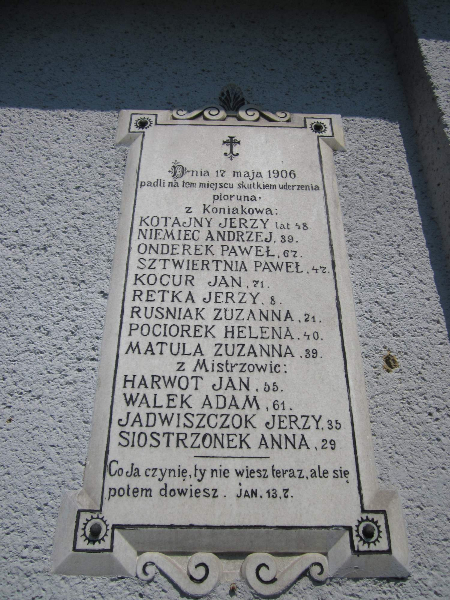 Dnia 17 maja 1906
padli na tem miejscu skutkiem uderzenia
pioruna.
z Koniakowa:
KOTAJNY JERZY lat 48
NIEMIEC ANDRZEJ, 39.
ONDEREK PAWEŁ, 67.
SZTWIERTNIA PAWEŁ, 47.
KOCUR JAN, 71.
RETKA JERZY. 8.
RUSNIAK ZUZANNA, 21.
POCIOREK HELENA. 40.
MATULA ZUZANNA. 39.
z Mistrzowic:
HARWOT JAN, 55.
WALEK ADAM, 61.
JADWISZCZOK JERZY, 35
SIOSTRZONEK ANNA, 29
Co Ja czynię, ty nie wiesz teraz, ale się
potem dowiesz. JAN. 13,7.